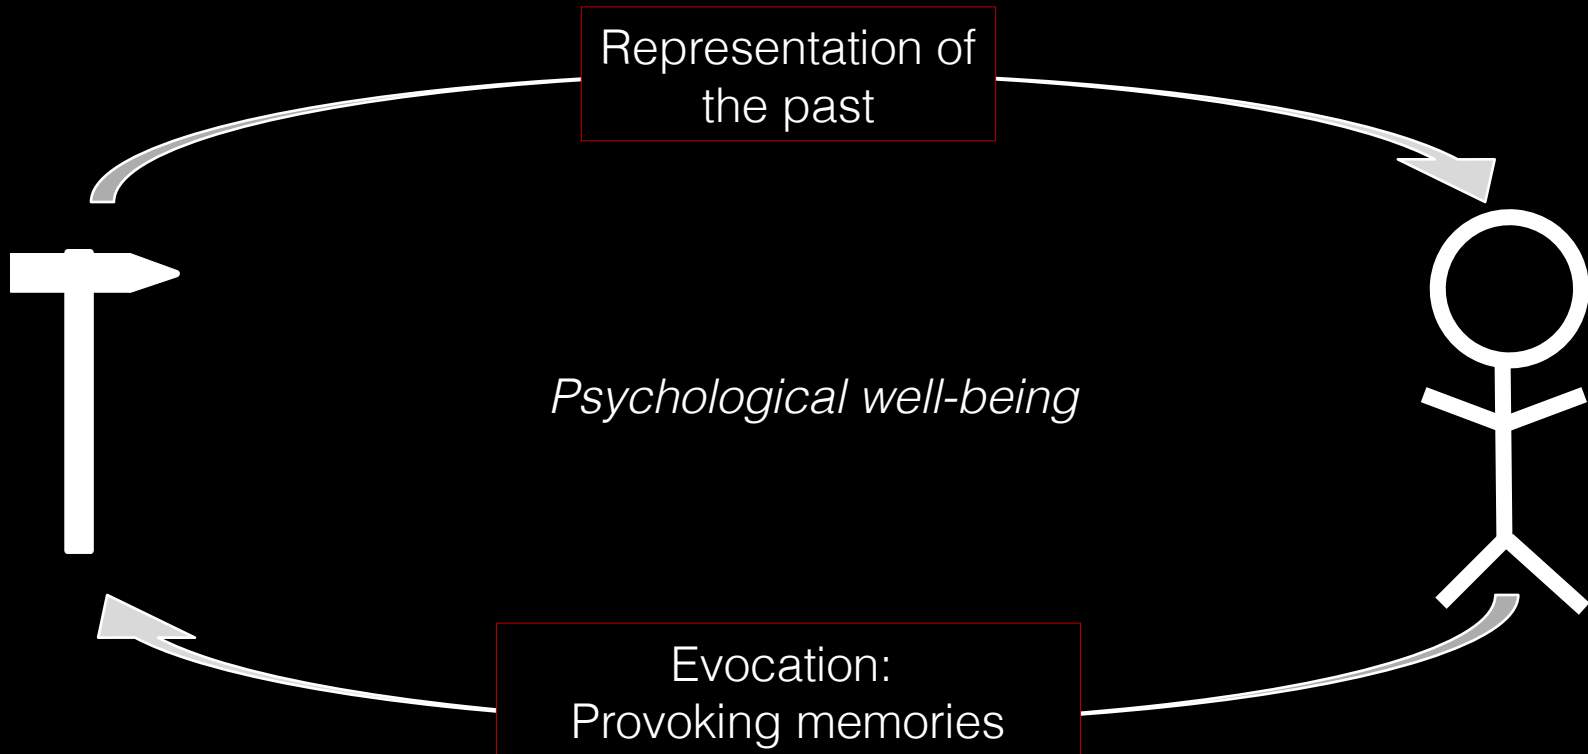 Representation of
the past
Psychological well-being
Evocation:
Provoking memories